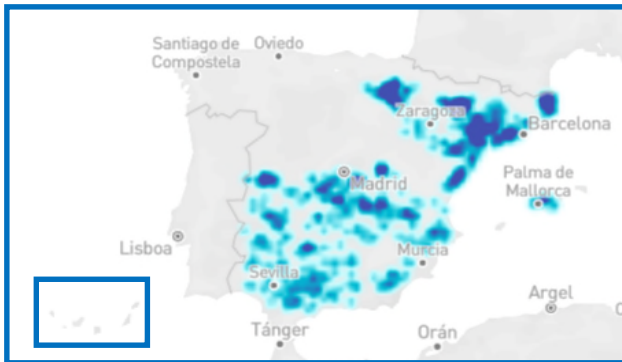 Santiago de
Compostela
Oviedo
Zaragoza
Barcelona
Madrid
Palma de
Mallorca
Lisboa
Murcia
Sevilla
Argel
Tánger
Orán